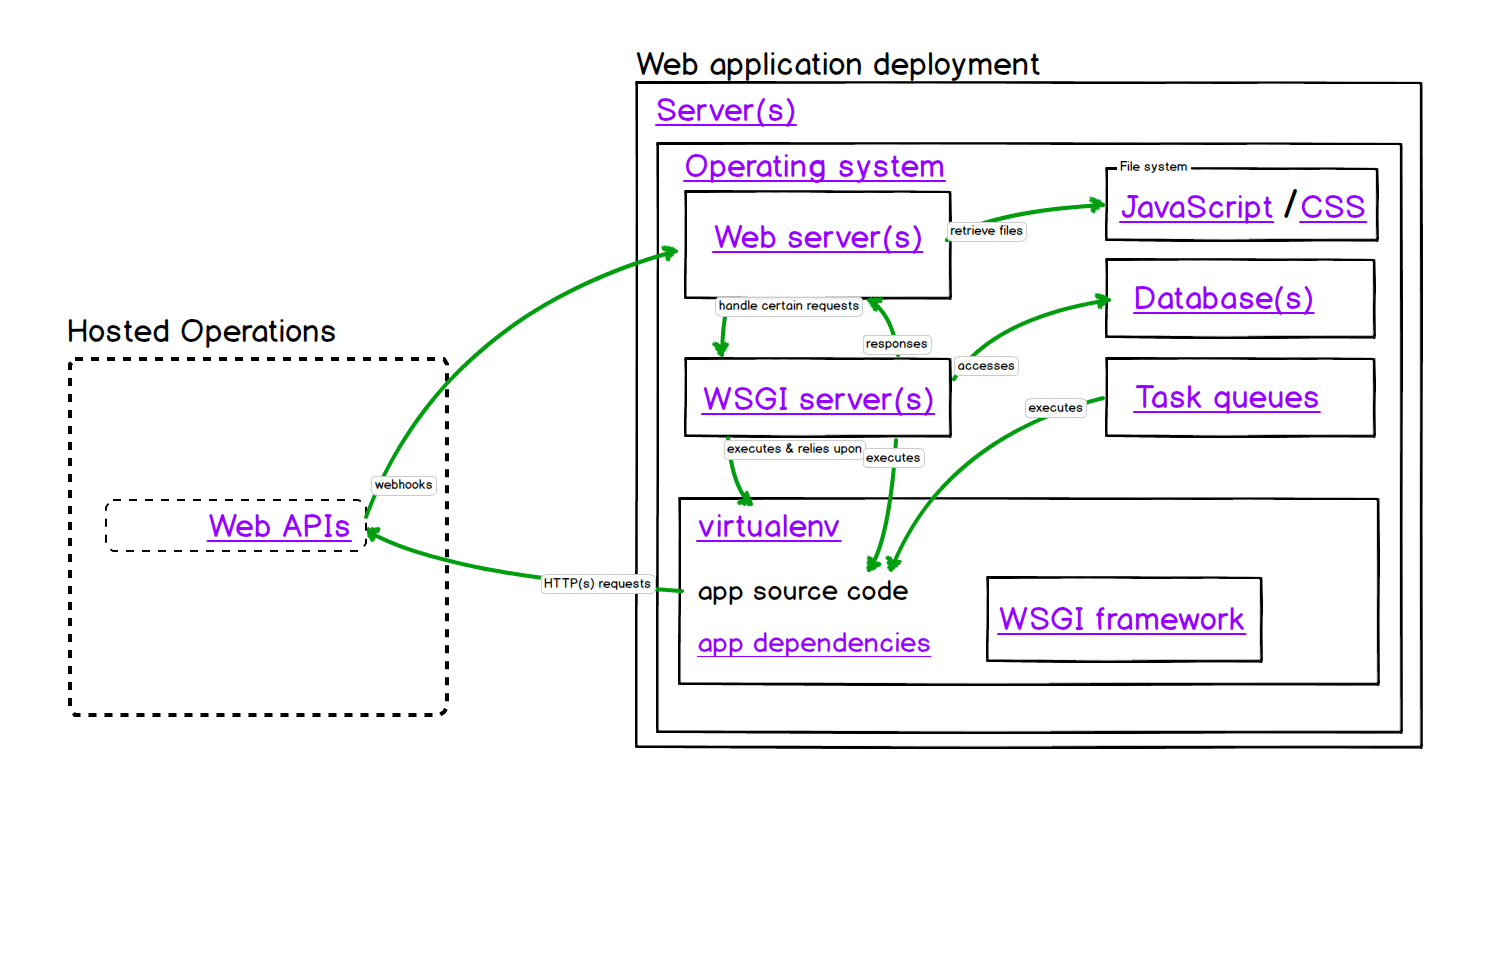 Web application deployment
Server(s)
Operating system
File system
JavaScript / CSS
Web server(s)
retrieve files
handle certain requests
Database(s)
responses
accesses
WSGI server(s)
Task queues
executes
executes & relies upon
executes
Hosted Operations
webhooks
Web APIs
HTTP(s) requests
virtualenv
app source code
app dependencies
WSGI framework